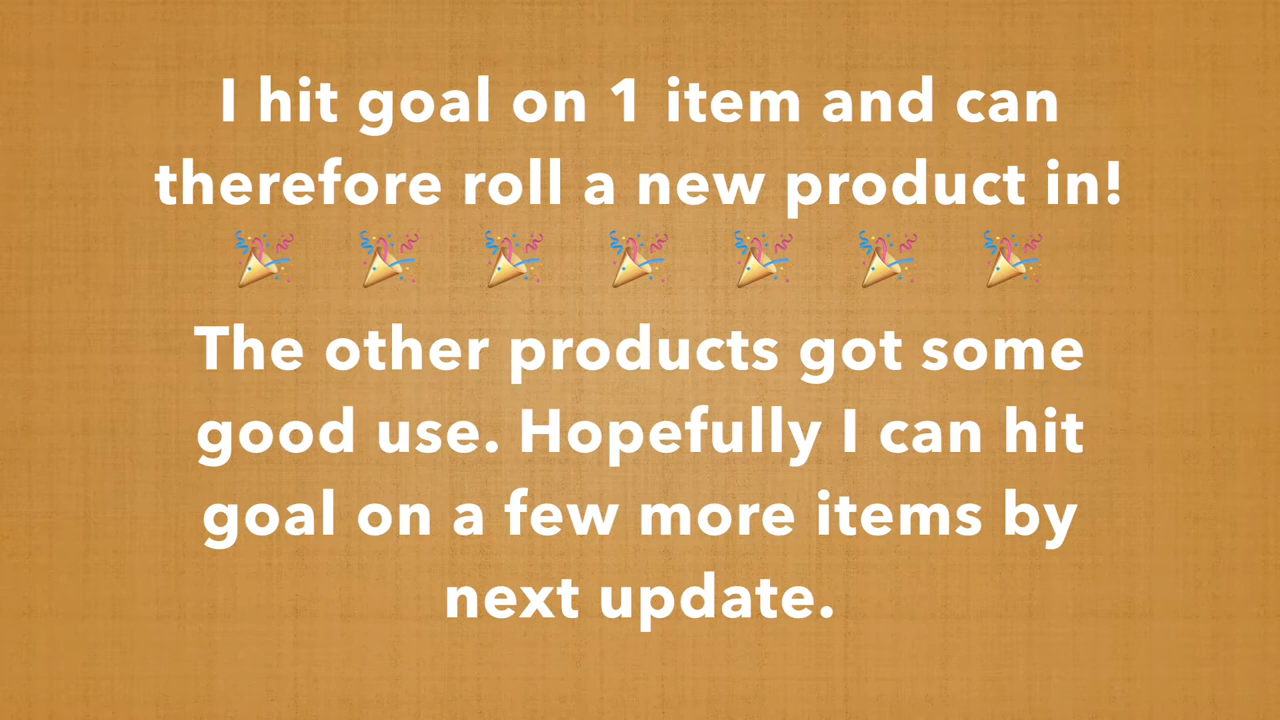 I hit goal on 1 item and can
therefore roll a new product in!
🎉 🎉 🎉 🎉 🎉 🎉 🎉
The other products got some
good use. Hopefully I can hit
goal on a few more items by
next update.